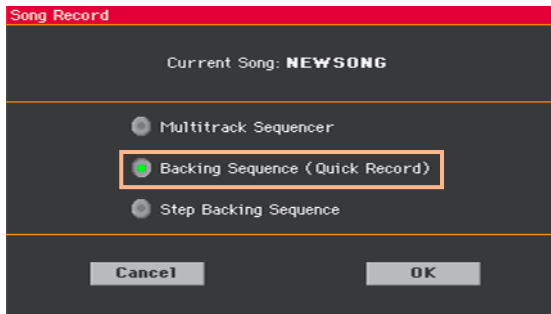 Song Record
Current Song: NEWSONG
Multitrack Sequencer
Backing Sequence (Quick Record)
Step Backing Sequence
Cancel OK